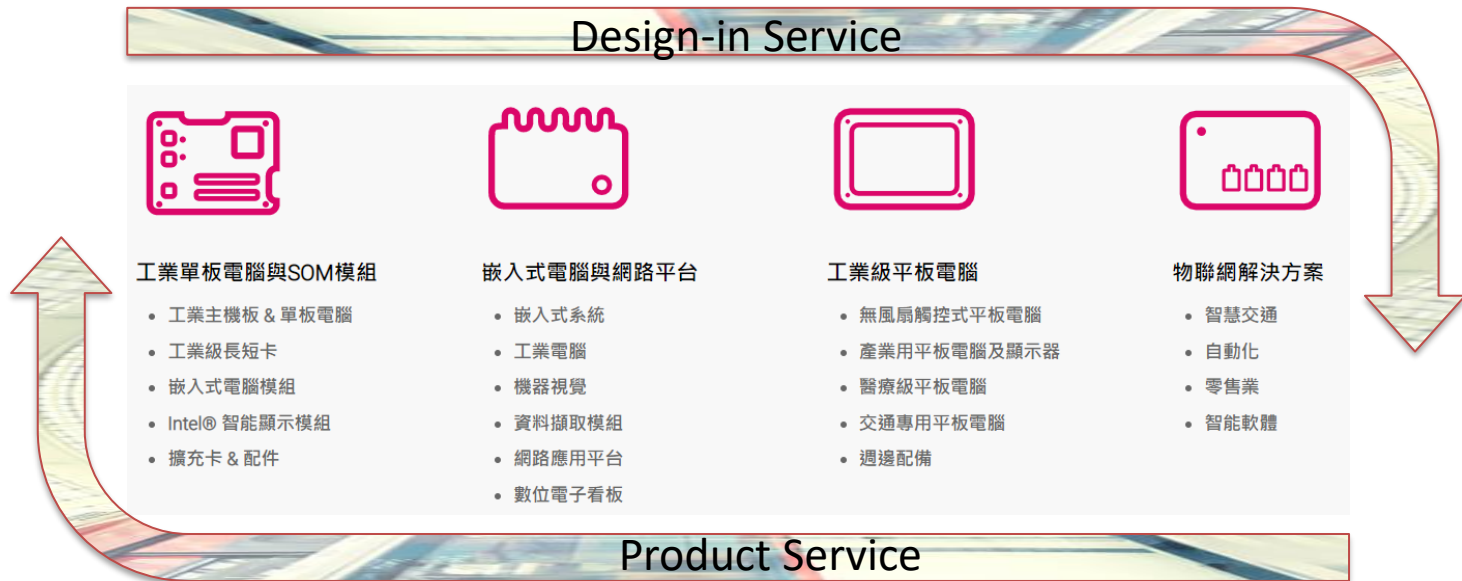 Design-in Service
工業單板電腦與SOM模組
• 工業主機板 & 單板電腦
• 工業級長短卡
• 嵌入式電腦模組
• Intel® 智能顯示模組
• 擴充卡 & 配件
嵌入式電腦與網路平台
• 嵌入式系統
• 工業電腦
• 機器視覺
• 資料擷取模組
• 網路應用平台
• 數位電子看板
工業級平板電腦
• 無風扇觸控式平板電腦
• 產業用平板電腦及顯示器
• 醫療級平板電腦
• 交通專用平板電腦
• 週邊配備
物聯網解決方案
• 智慧交通
• 自動化
• 零售業
• 智能軟體
Product Service